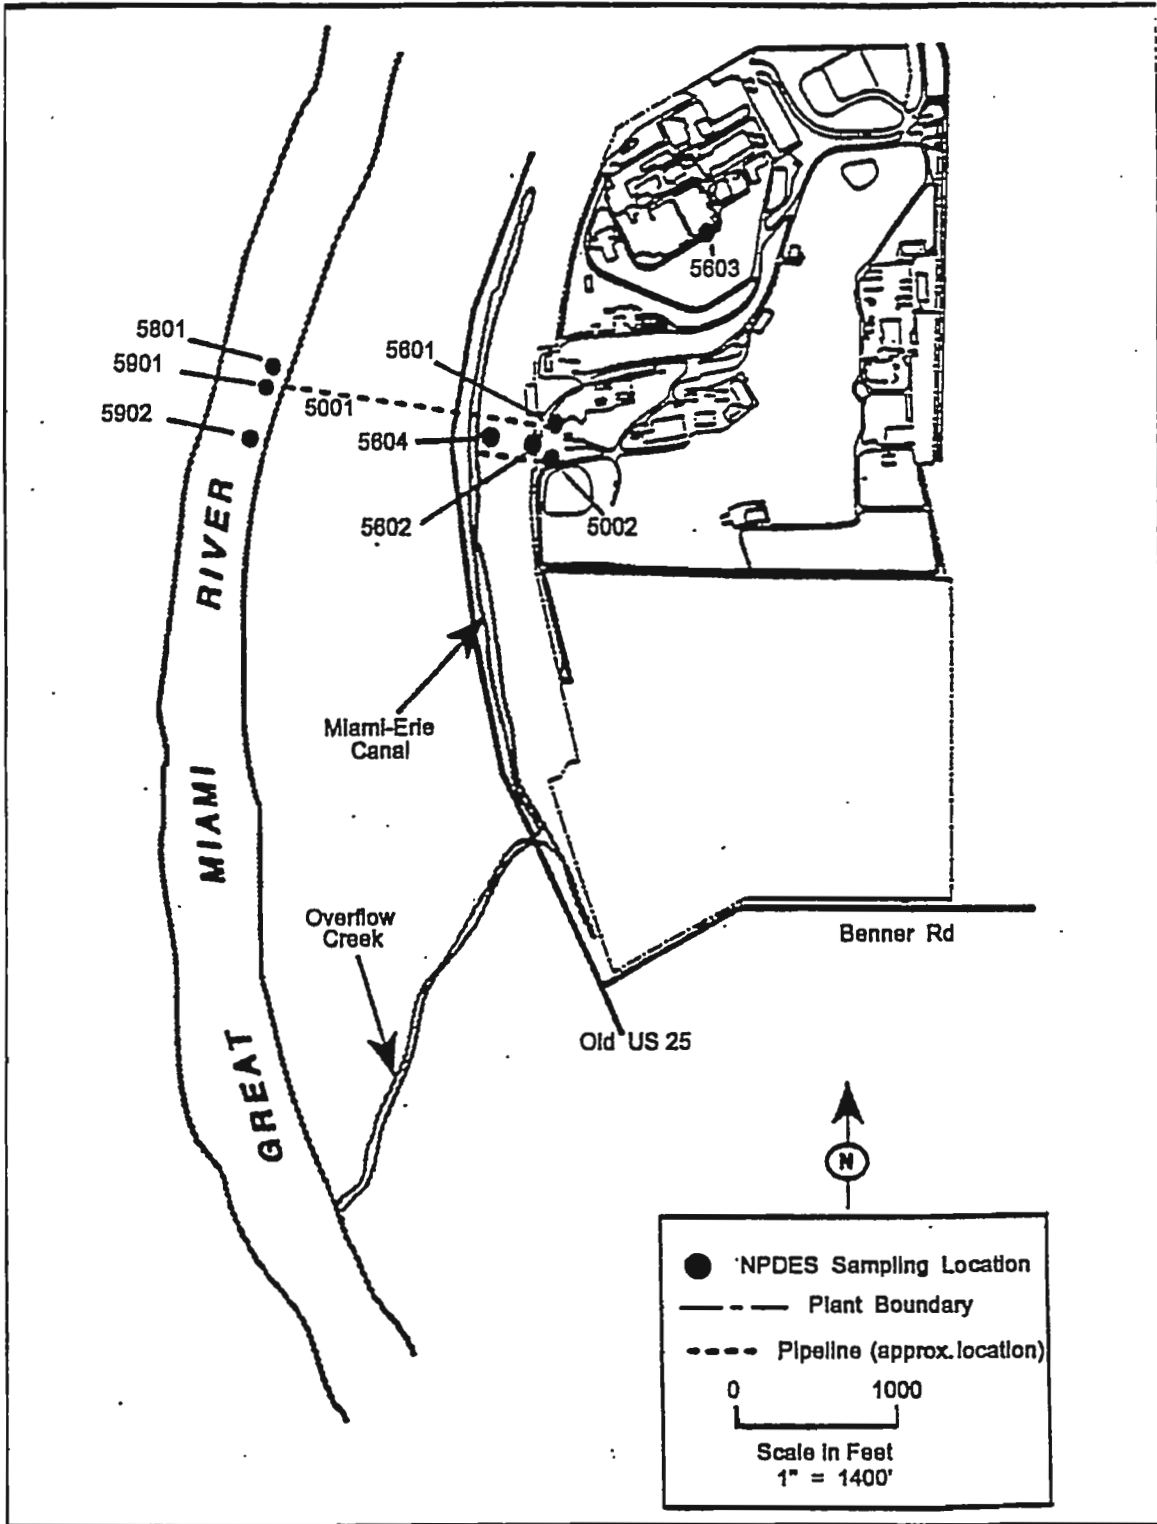 5603
5801
5901
5902
5001
5601
5604
5602
5002
GREAT MIAMI RIVER
Miami-Erie
Canal
Overflow
Creek
Benner Rd
Old US 25
N
NPDES Sampling Location
Plant Boundary
Pipeline (approx. location)
0 1000
Scale in Feet
1" = 1400'